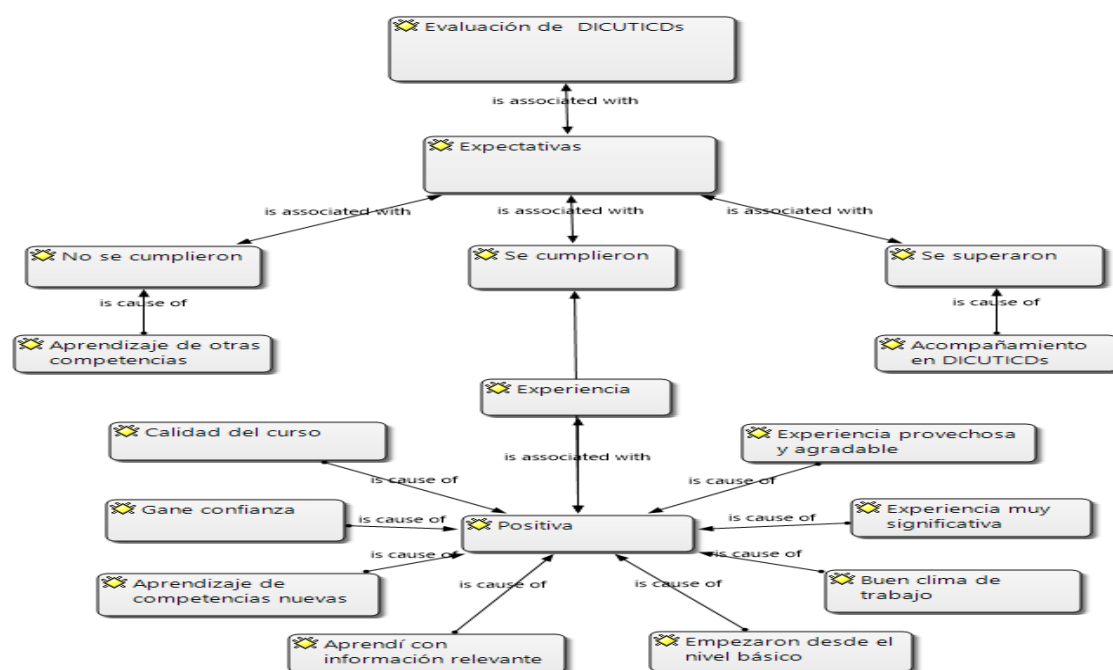 Evaluación de  DICUTICDs
is associated with
Expectativas
is associated with
is associated with
is associated with
No se cumplieron
Se cumplieron
Se superaron
is cause of
is cause of
Aprendizaje de otras
competencias
Acompañamiento
en DICUTICDs
Experiencia
Calidad del curso
Experiencia provechosa
y agradable
is associated with
is cause of
is cause of
Gane confianza
is cause of
Positiva
is cause of
Experiencia muy
significativa
is cause of
is cause of
is cause of
is cause of
Aprendizaje de
competencias nuevas
Buen clima de
trabajo
Aprendí con
información relevante
Empezaron desde el
nivel básico